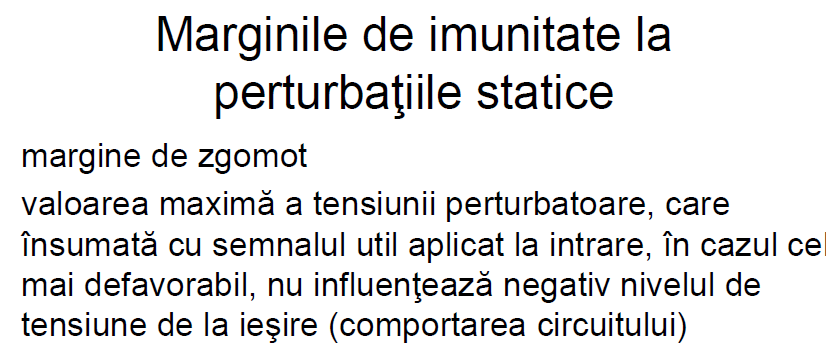 Marginile de imunitate la
perturbaţiile statice
margine de zgomot
valoarea maximă a tensiunii perturbatoare, care
însumată cu semnalul util aplicat la intrare, în cazul cel
mai defavorabil, nu influenţează negativ nivelul de
tensiune de la ieşire (comportarea circuitului)